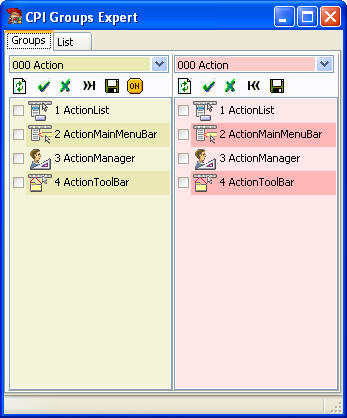 CPI Groups Expert
Groups List
000 Action 000 Action
ON
1 ActionList 1 ActionList
2 ActionMainMenuBar 2 ActionMainMenuBar
3 ActionManager 3 ActionManager
4 ActionToolBar 4 ActionToolBar